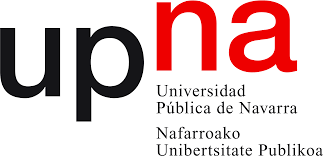 upna
Universidad
Pública de Navarra
Nafarroako
Unibertsitate Publikoa